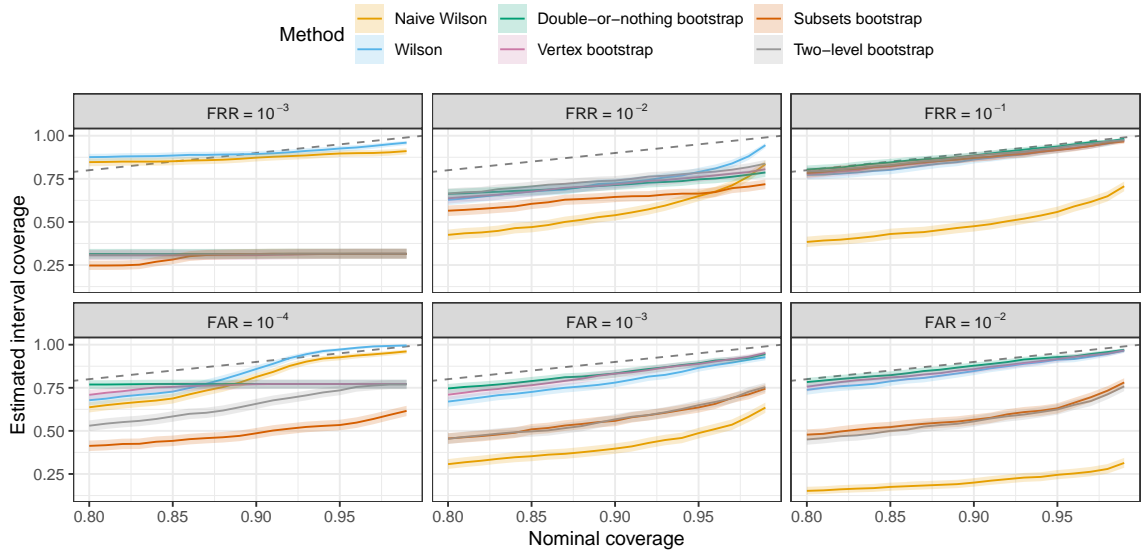 Method
Naive Wilson
Double-or-nothing bootstrap
Subsets bootstrap
Wilson
Vertex bootstrap
Two-level bootstrap
FRR = 10⁻³
FRR = 10⁻²
FRR = 10⁻¹
1.00
0.75
0.50
0.25
FAR = 10⁻⁴
FAR = 10⁻³
FAR = 10⁻²
1.00
0.75
0.50
0.25
Estimated interval coverage
0.80
0.85
0.90
0.95
0.80
0.85
0.90
0.95
0.80
0.85
0.90
0.95
Nominal coverage